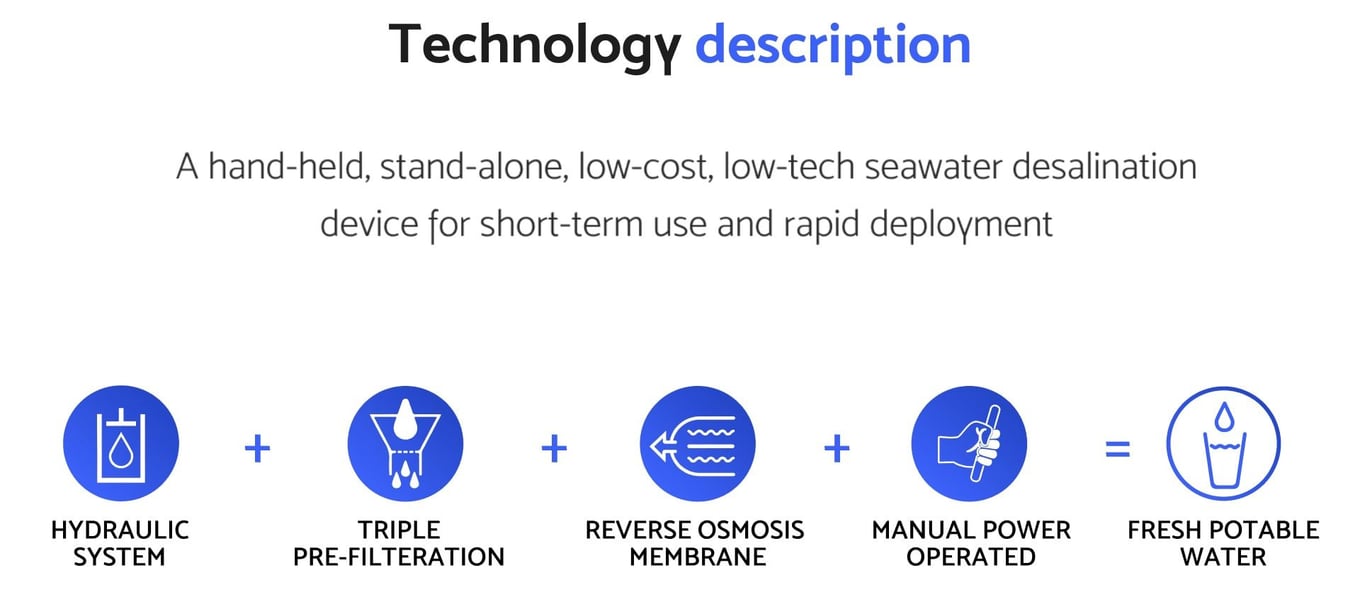 Technology description
A hand-held, stand-alone, low-cost, low-tech seawater desalination
device for short-term use and rapid deployment
+ + + =
HYDRAULIC
SYSTEM
TRIPLE
PRE-FILTERATION
REVERSE OSMOSIS
MEMBRANE
MANUAL POWER
OPERATED
FRESH POTABLE
WATER